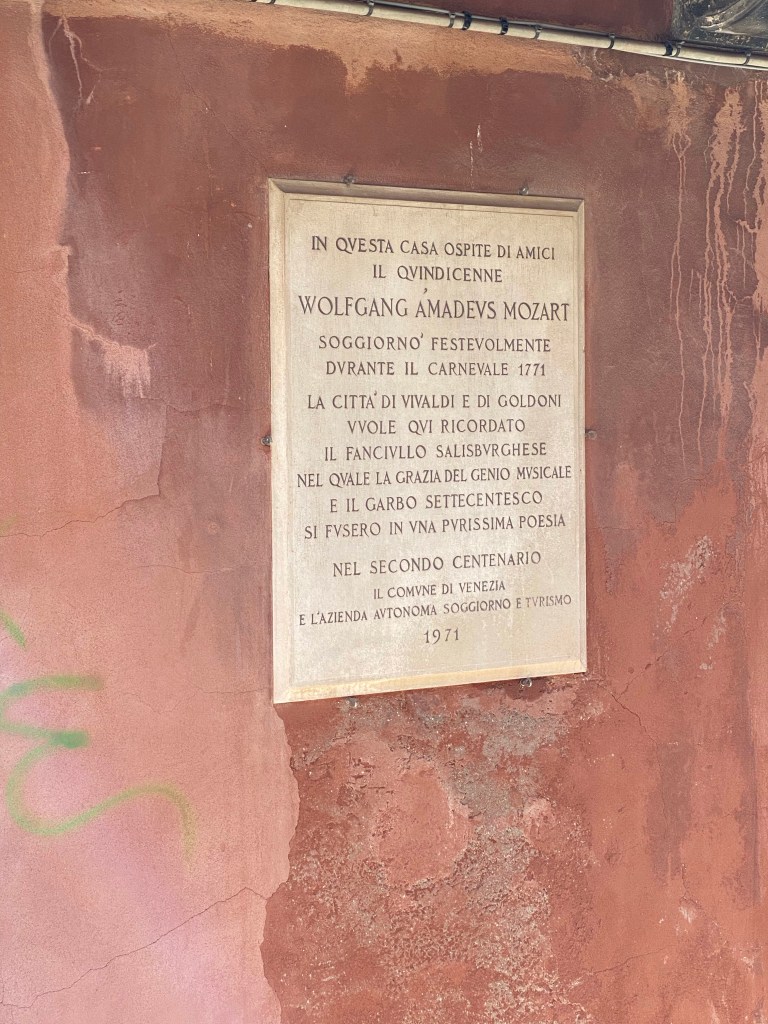 IN QVESTA CASA OSPITE DI AMICI
IL QVINDICENNE
WOLFGANG AMADEVS MOZART
SOGGIORNO' FESTEVOLMENTE
DVRANTE IL CARNEVALE 1771
LA CITTA' DI VIVALDI E DI GOLDONI
VVOLE QVI RICORDATO
IL FANCIVLLO SALISBVRGHESE
NEL QVALE LA GRAZIA DEL GENIO MVSICALE
E IL GARBO SETTECENTESCO
SI FVSERO IN VNA PVRISSIMA POESIA
NEL SECONDO CENTENARIO
IL COMVNE DI VENEZIA
E L'AZIENDA AVTONOMA SOGGIORNO E TVRISMO
1971